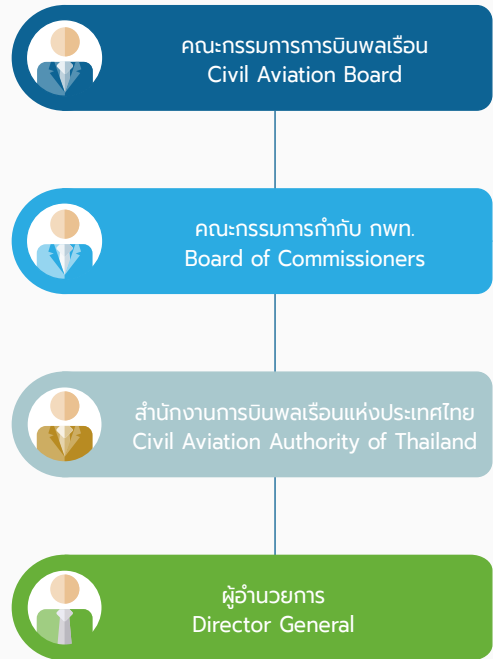 คณะกรรมการการบินพลเรือน
Civil Aviation Board
คณะกรรมการกำกับ กพท.
Board of Commissioners
สำนักงานการบินพลเรือนแห่งประเทศไทย
Civil Aviation Authority of Thailand
ผู้อำนวยการ
Director General